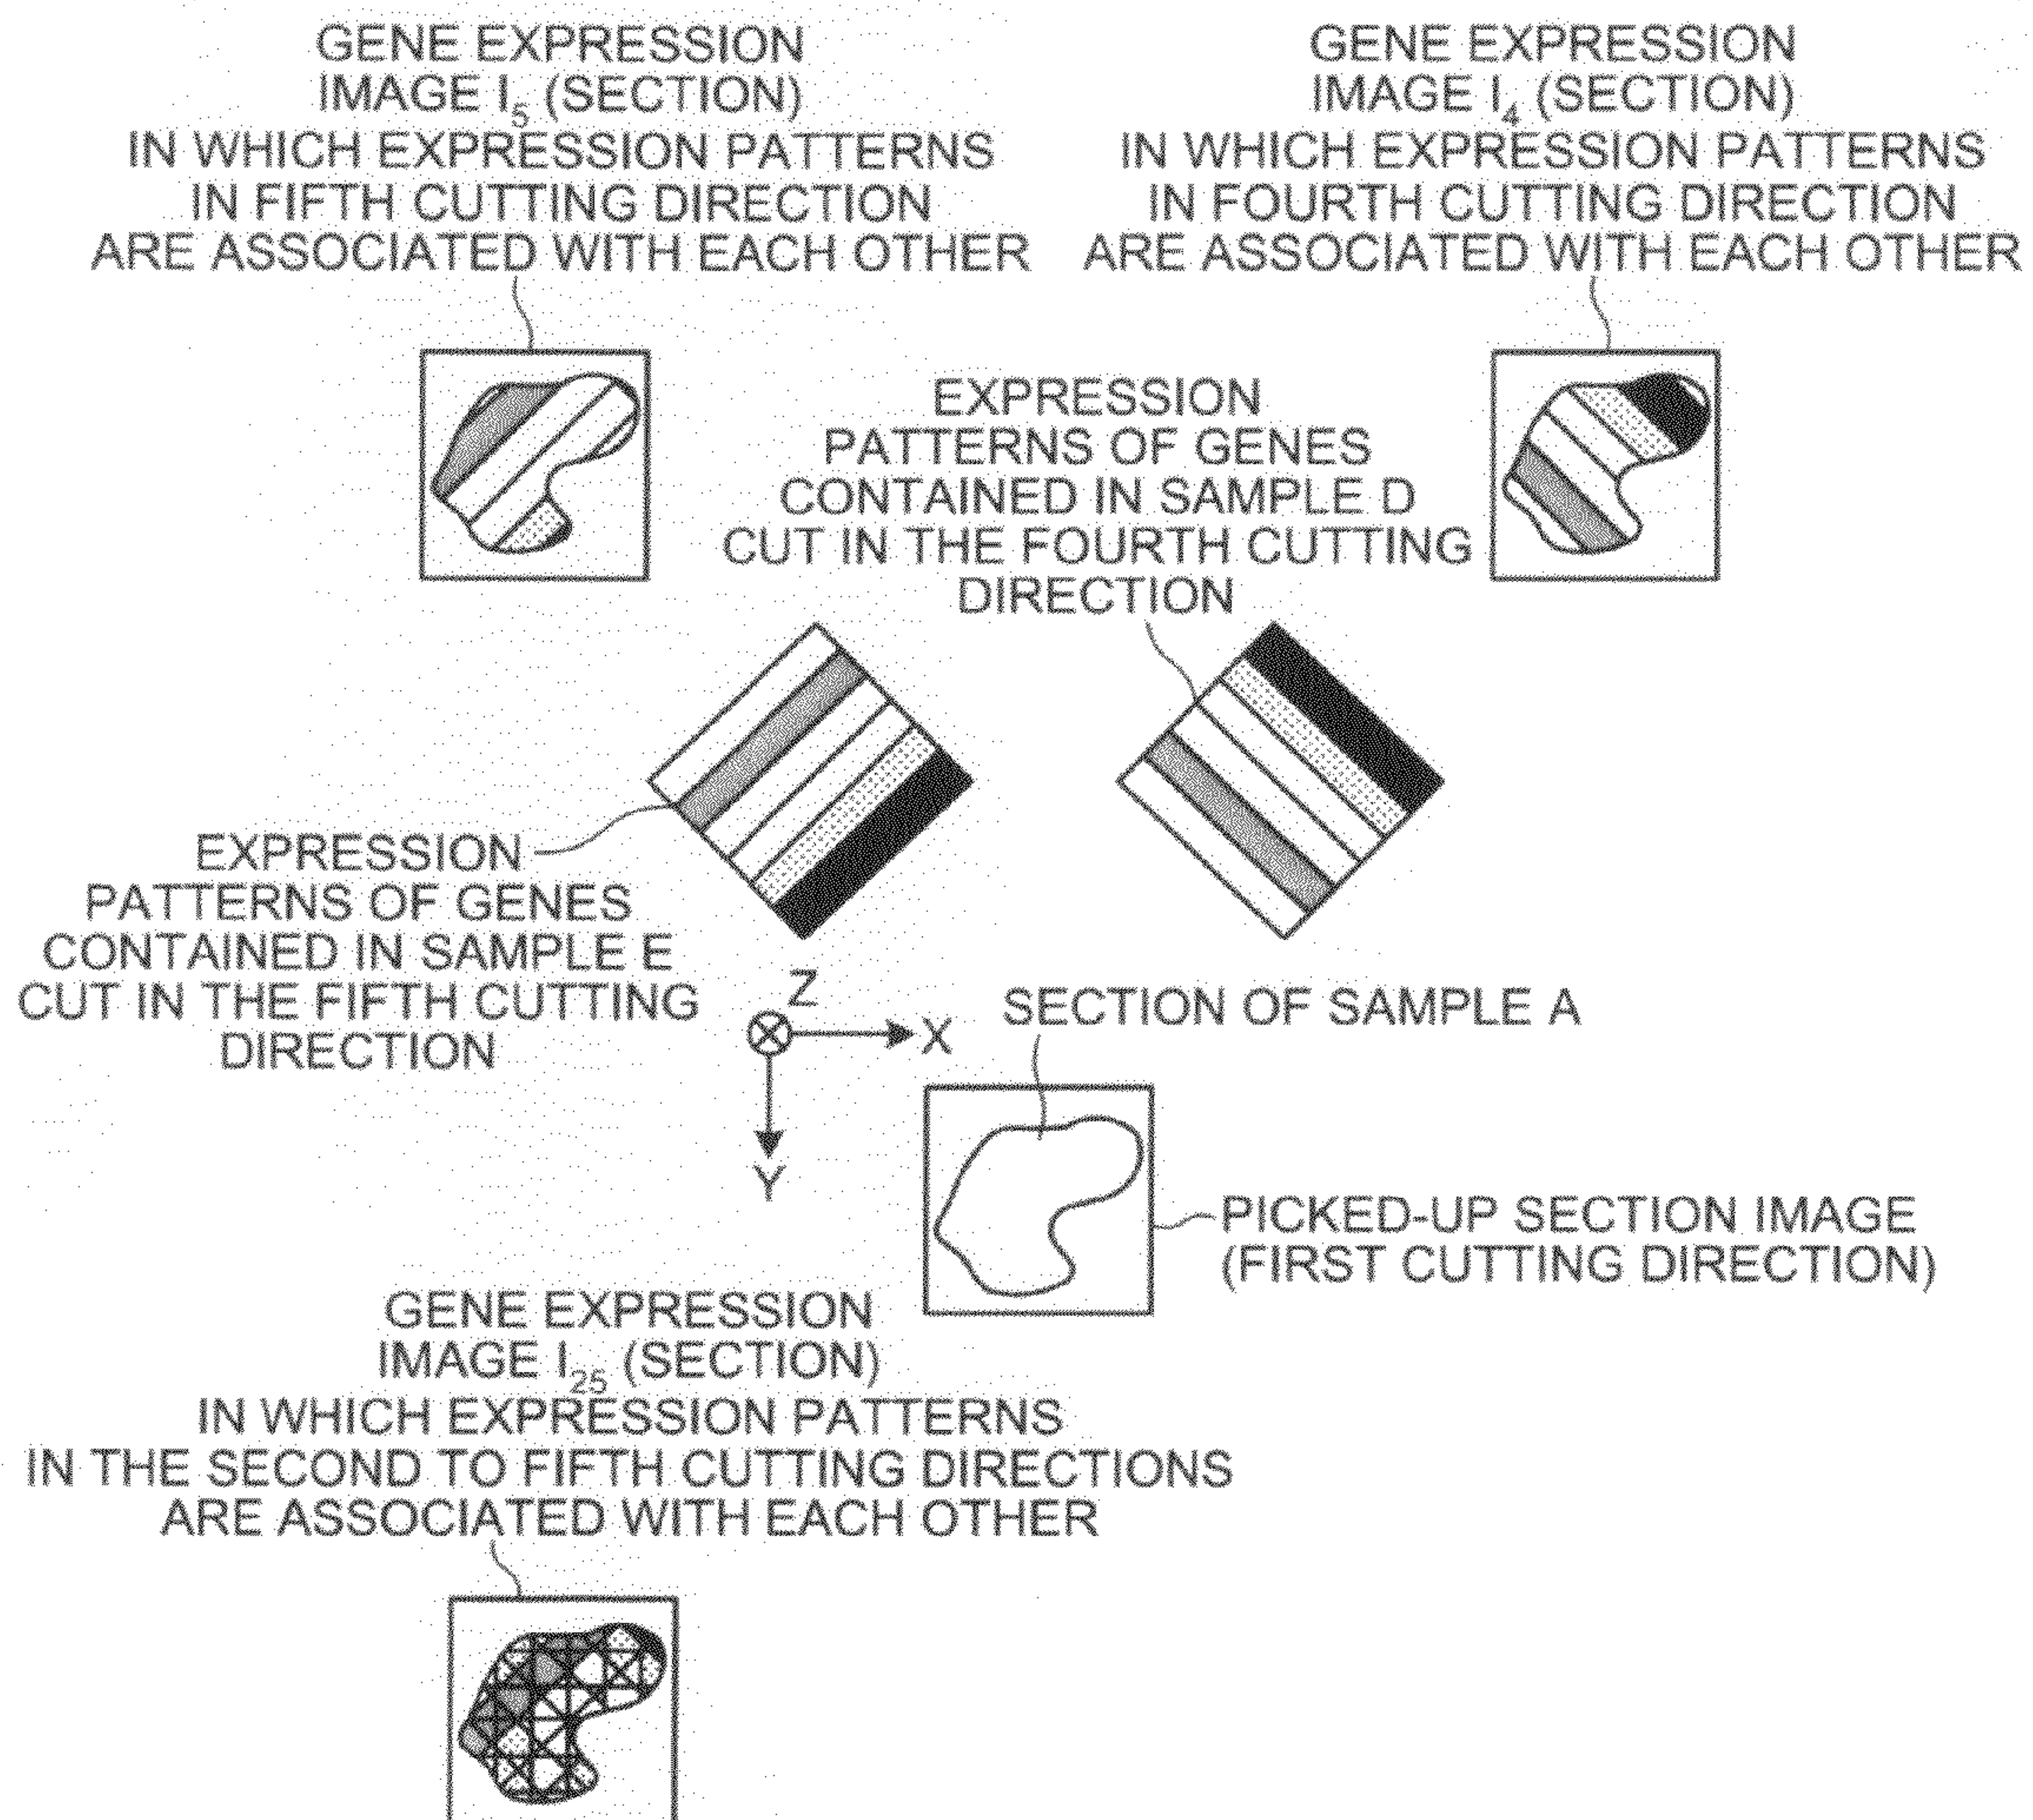 GENE EXPRESSION
IMAGE I5 (SECTION)
IN WHICH EXPRESSION PATTERNS
IN FIFTH CUTTING DIRECTION
ARE ASSOCIATED WITH EACH OTHER
GENE EXPRESSION
IMAGE I4 (SECTION)
IN WHICH EXPRESSION PATTERNS
IN FOURTH CUTTING DIRECTION
ARE ASSOCIATED WITH EACH OTHER
EXPRESSION
PATTERNS OF GENES
CONTAINED IN SAMPLE D
CUT IN THE FOURTH CUTTING
DIRECTION
EXPRESSION
PATTERNS OF GENES
CONTAINED IN SAMPLE E
CUT IN THE FIFTH CUTTING
DIRECTION
Z
X
Y
SECTION OF SAMPLE A
PICKED-UP SECTION IMAGE
(FIRST CUTTING DIRECTION)
GENE EXPRESSION
IMAGE I25 (SECTION)
IN WHICH EXPRESSION PATTERNS
IN THE SECOND TO FIFTH CUTTING DIRECTIONS
ARE ASSOCIATED WITH EACH OTHER